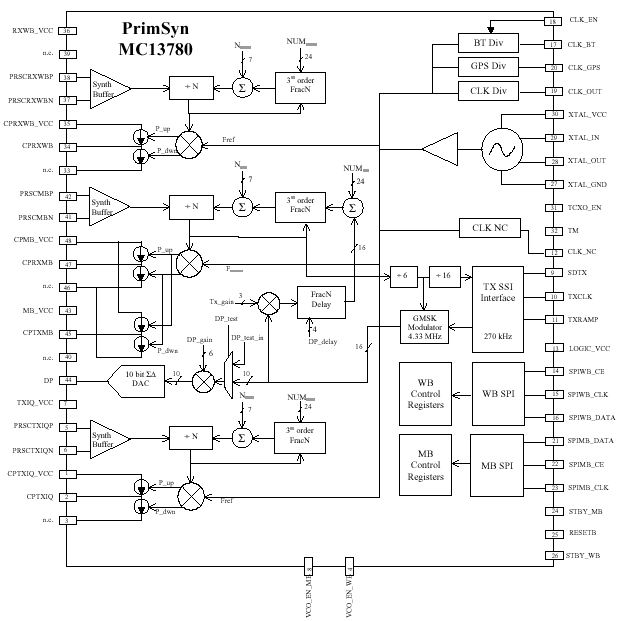 PrimSyn
MC13780
RXWB_VCC 36
n.c. 39
PRSCRXWBP 38
PRSCRXWBN 37
CPRXWB_VCC 35
CPRXWB 34
n.c. 33
PRSCMBP 42
PRSCMBN 41
CPMB_VCC 48
CPRXMB 47
n.c. 46
MB_VCC 43
CPTXMB 45
n.c. 40
DP 44
TXIQ_VCC 7
PRSCTXIQP 5
PRSCTXIQN 6
CPTXIQ_VCC 1
CPTXIQ 2
n.c. 3
Synth
Buffer
÷ N
N
7
Σ
NUM
24
3rd order
FracN
P_up
P_dwn
Fref
Synth
Buffer
÷ N
N
7
Σ
3rd order
FracN
NUM
24
Σ
16
P_up
F
P_dwn
Tx_gain
3
FracN
Delay
4
DP_delay
DP_test
DP_test_in
DP_gain
6
10 bit ΣΔ
DAC
10
10
16
÷ 6
÷ 16
GMSK
Modulator
4.33 MHz
TX SSI
Interface
270 kHz
Synth
Buffer
÷ N
N
7
Σ
NUM
24
3rd order
FracN
P_up
P_dwn
Fref
BT Div
GPS Div
CLK Div
CLK NC
WB
Control
Registers
WB SPI
MB
Control
Registers
MB SPI
18 CLK_EN
17 CLK_BT
20 CLK_GPS
19 CLK_OUT
30 XTAL_VCC
29 XTAL_IN
28 XTAL_OUT
27 XTAL_GND
31 TCXO_EN
32 TM
12 CLK_NC
9 SDTX
10 TXCLK
11 TXRAMP
13 LOGIC_VCC
14 SPIWB_CE
15 SPIWB_CLK
16 SPIWB_DATA
21 SPIMB_DATA
22 SPIMB_CE
23 SPIMB_CLK
24 STBY_MB
25 RESETB
26 STBY_WB
VCO_EN_MB 8
VCO_EN_WB 4